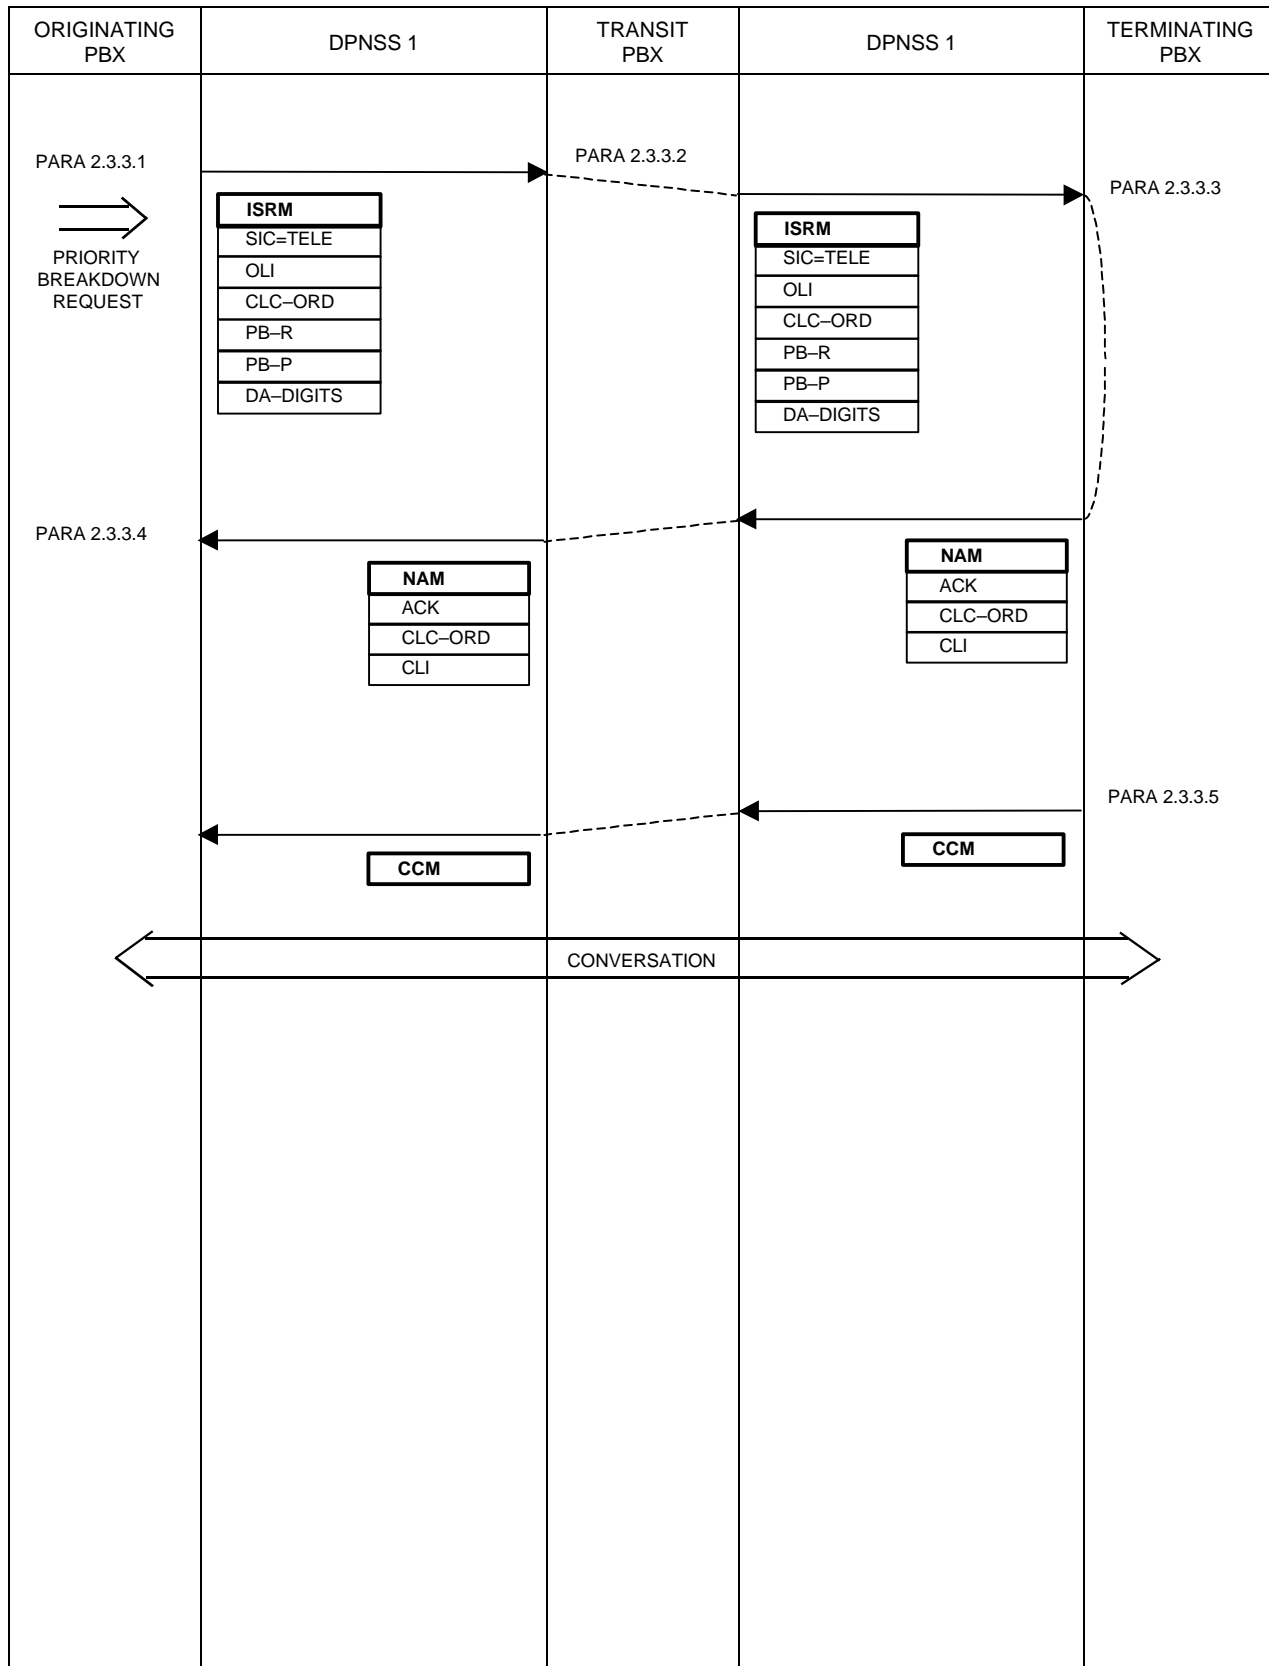 ORIGINATING
PBX
DPNSS 1
TRANSIT
PBX
DPNSS 1
TERMINATING
PBX
PARA 2.3.3.1
PARA 2.3.3.2
PARA 2.3.3.3
PRIORITY
BREAKDOWN
REQUEST
ISRM
SIC=TELE
OLI
CLC–ORD
PB–R
PB–P
DA–DIGITS
ISRM
SIC=TELE
OLI
CLC–ORD
PB–R
PB–P
DA–DIGITS
PARA 2.3.3.4
NAM
ACK
CLC–ORD
CLI
NAM
ACK
CLC–ORD
CLI
PARA 2.3.3.5
CCM
CCM
CONVERSATION